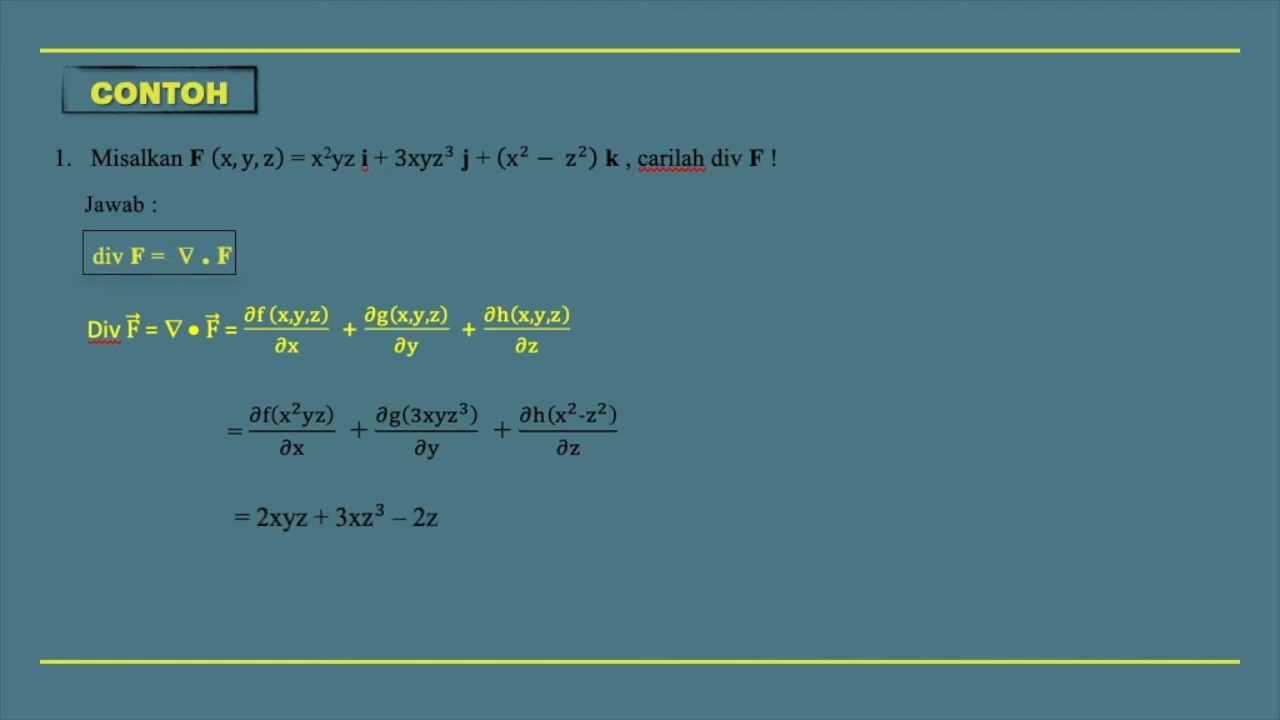 CONTOH
1. Misalkan F (x, y, z) = x²yz i + 3xyz³ j + (x² − z²) k , carilah div F !
Jawab :
div F = ∇ . F
Div F⃗ = ∇ • F⃗ = ∂f (x,y,z)/∂x + ∂g(x,y,z)/∂y + ∂h(x,y,z)/∂z
= ∂f(x²yz)/∂x + ∂g(3xyz³)/∂y + ∂h(x²-z²)/∂z
= 2xyz + 3xz³ – 2z